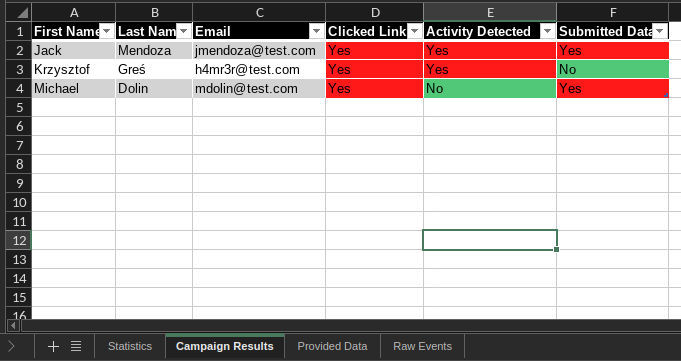 A B C D E F
1 First Name Last Nam Email Clicked Link Activity Detected Submitted Data
2 Jack Mendoza jmendoza@test.com Yes Yes Yes
3 Krzysztof Greś h4mr3r@test.com Yes Yes No
4 Michael Dolin mdolin@test.com Yes No Yes
5
6
7
8
9
10
11
12
13
14
15
16
Statistics Campaign Results Provided Data Raw Events